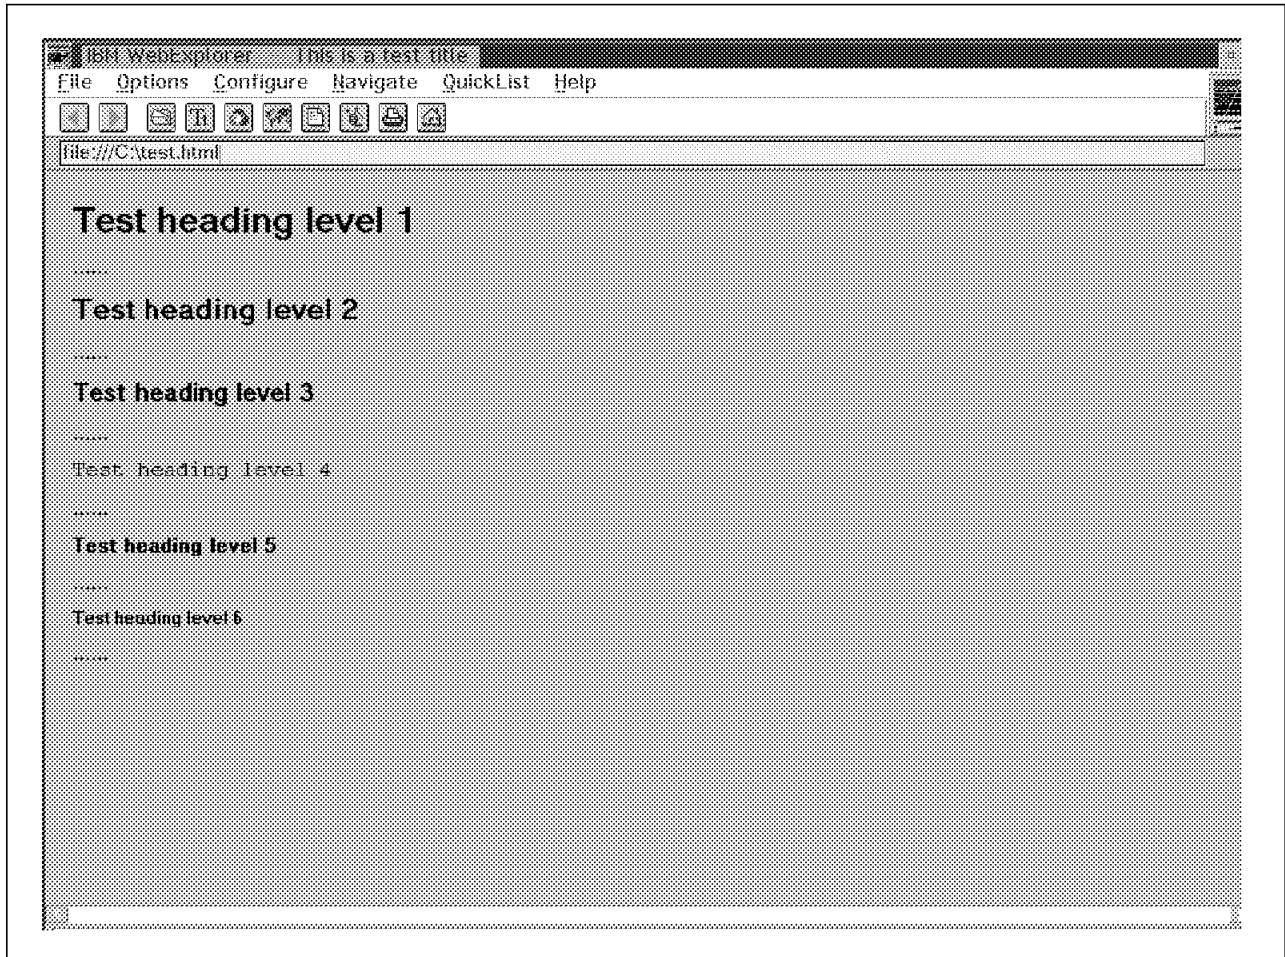 IBM WebExplorer This is a test title
File Options Configure Navigate QuickList Help
file:///C:\test.html
Test heading level 1
......
Test heading level 2
......
Test heading level 3
......
Test heading level 4
......
Test heading level 5
......
Test heading level 6
......